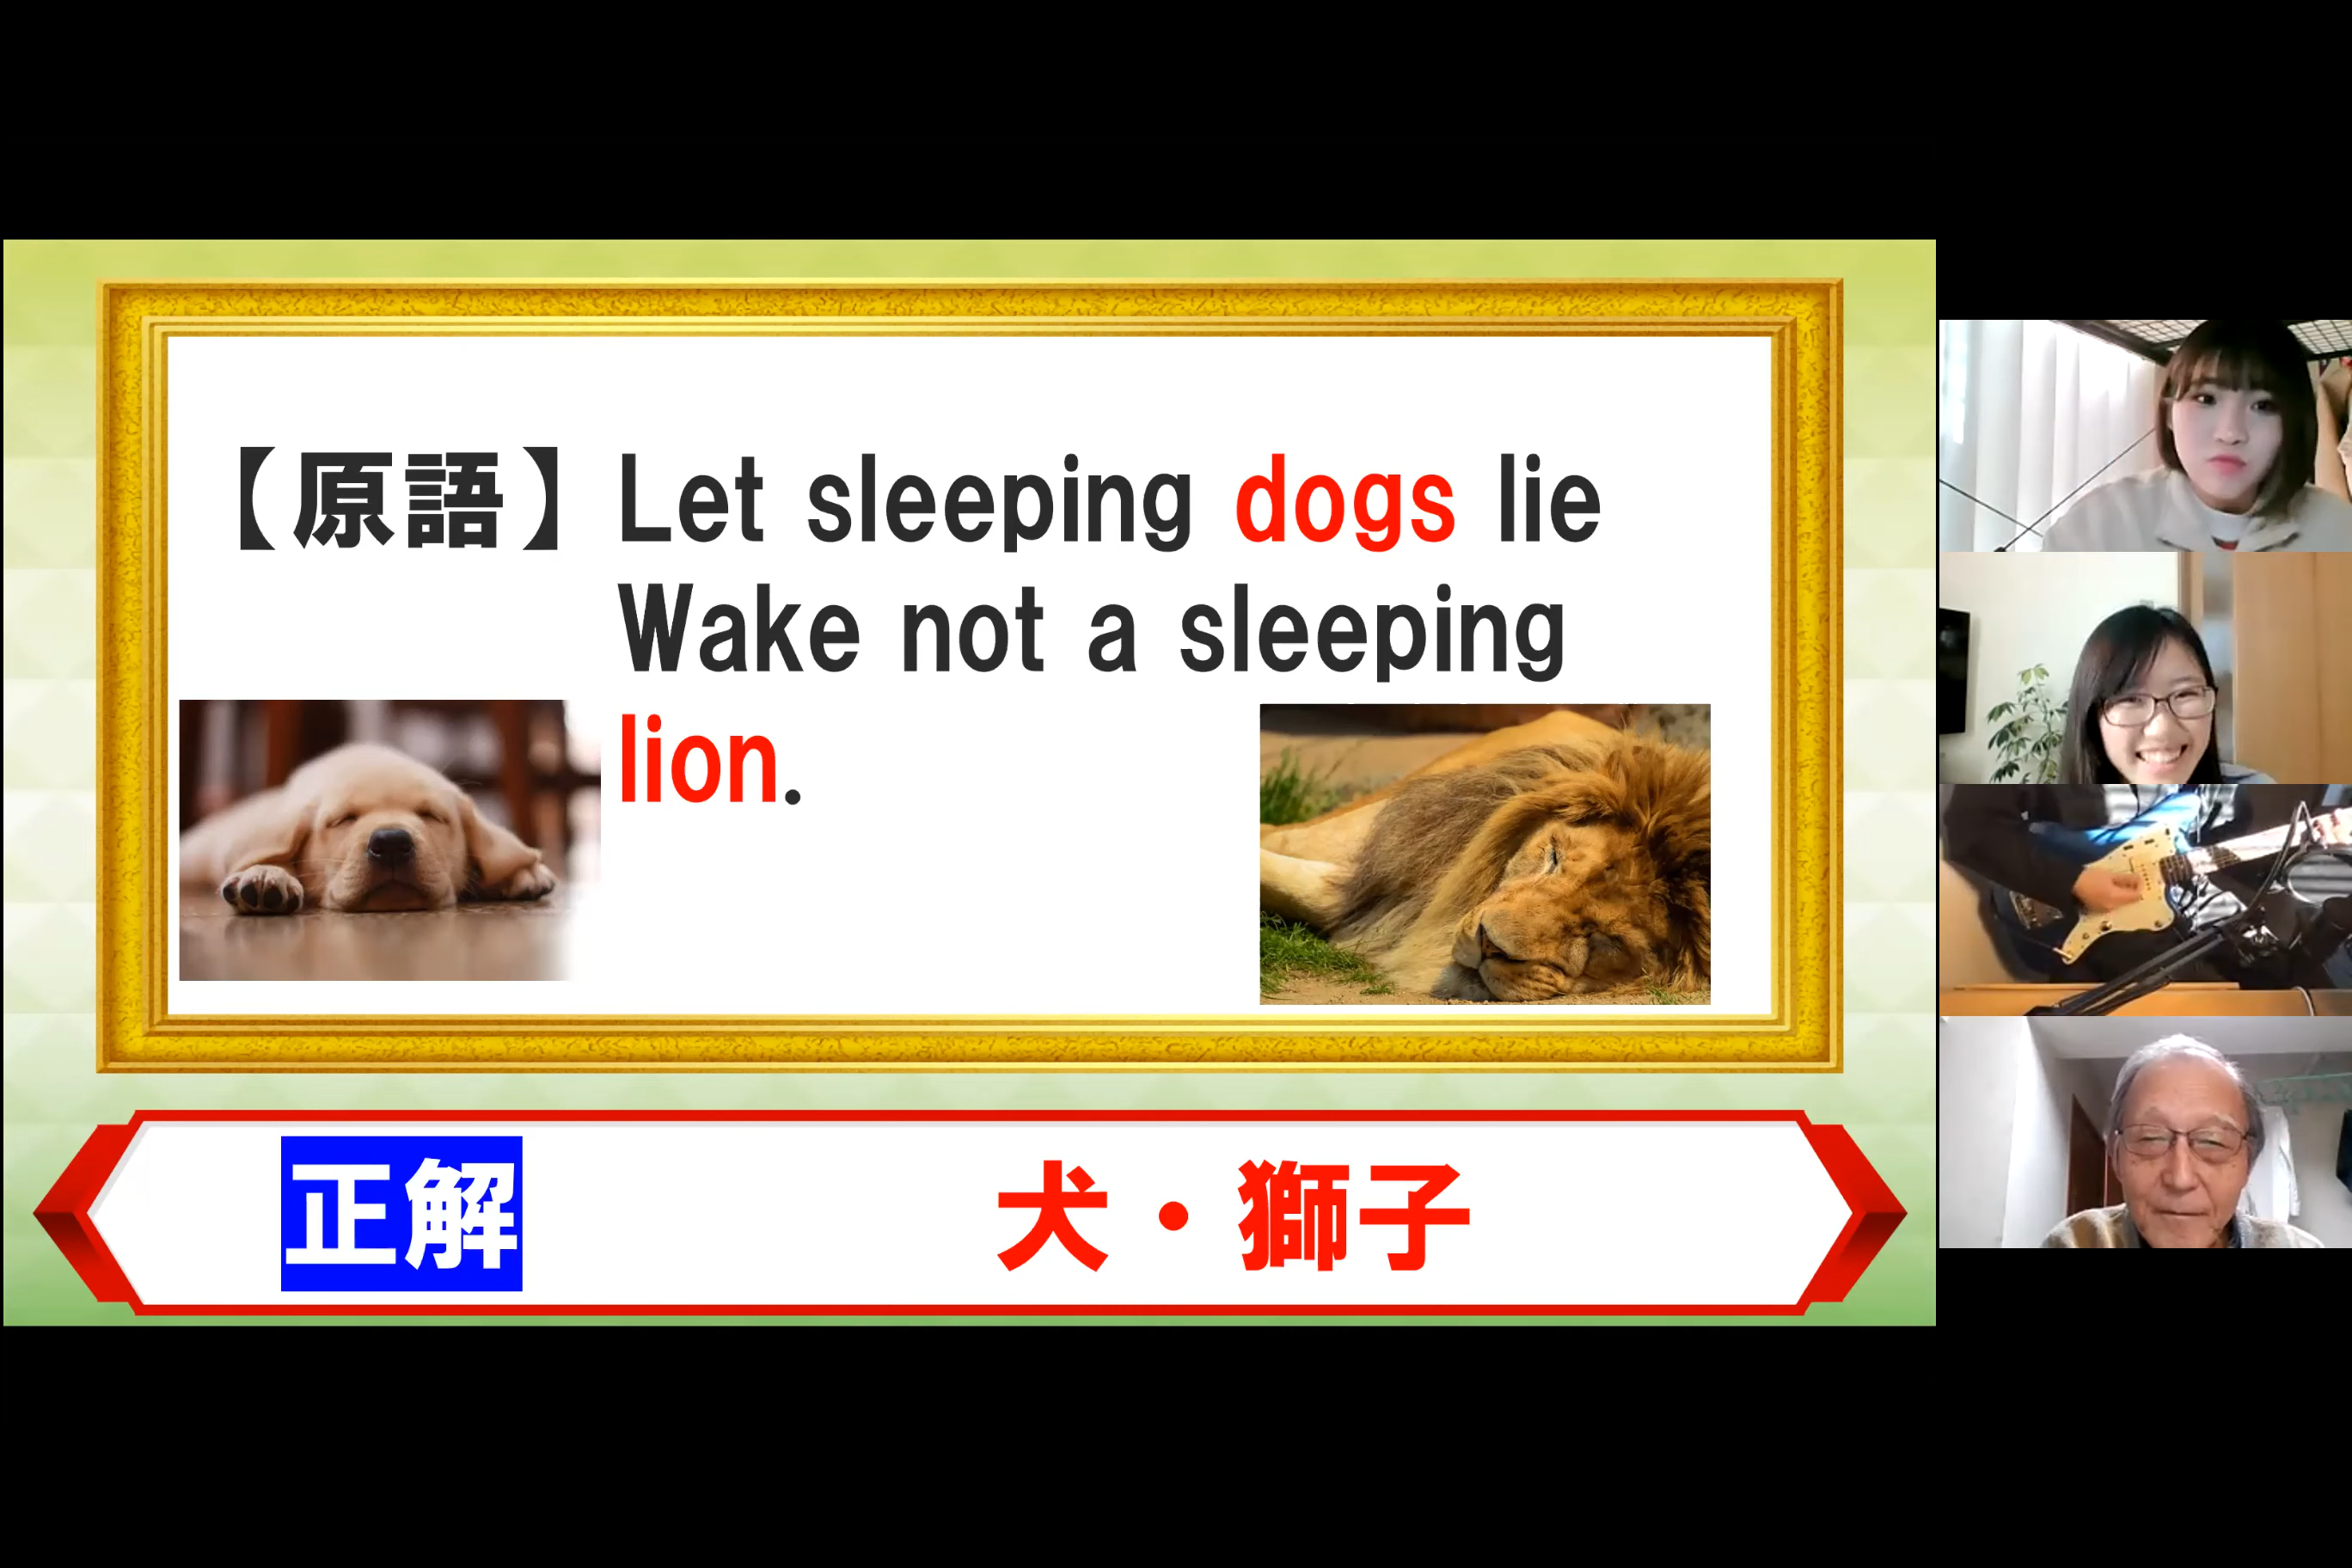 【原語】Let sleeping dogs lie
Wake not a sleeping
lion.
正解 犬・獅子